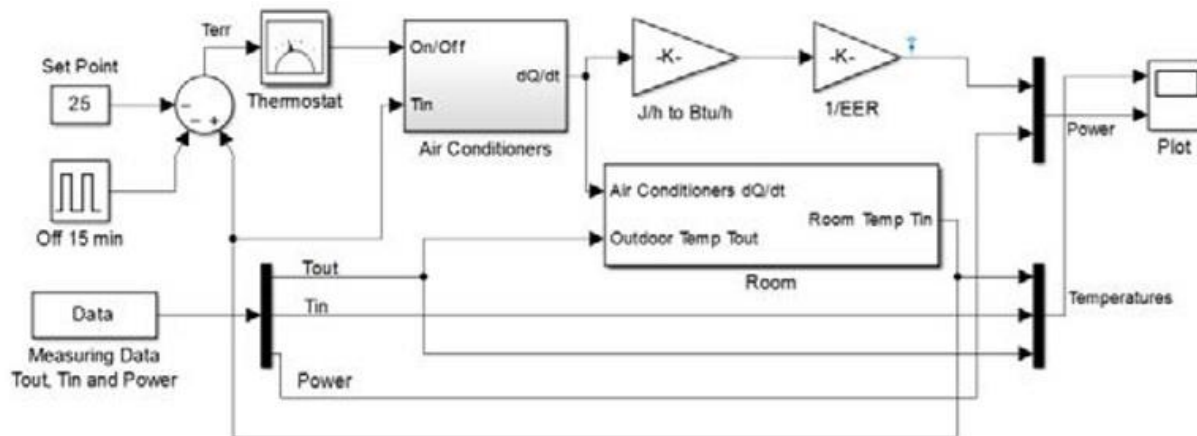 Terr
Set Point
25
Thermostat
On/Off
dQ/dt
Tin
Air Conditioners
-K-
J/h to Btu/h
-K-
1/EER
Power
Plot
Off 15 min
Air Conditioners dQ/dt
Room Temp Tin
Outdoor Temp Tout
Room
Tout
Tin
Data
Measuring Data
Tout, Tin and Power
Power
Temperatures